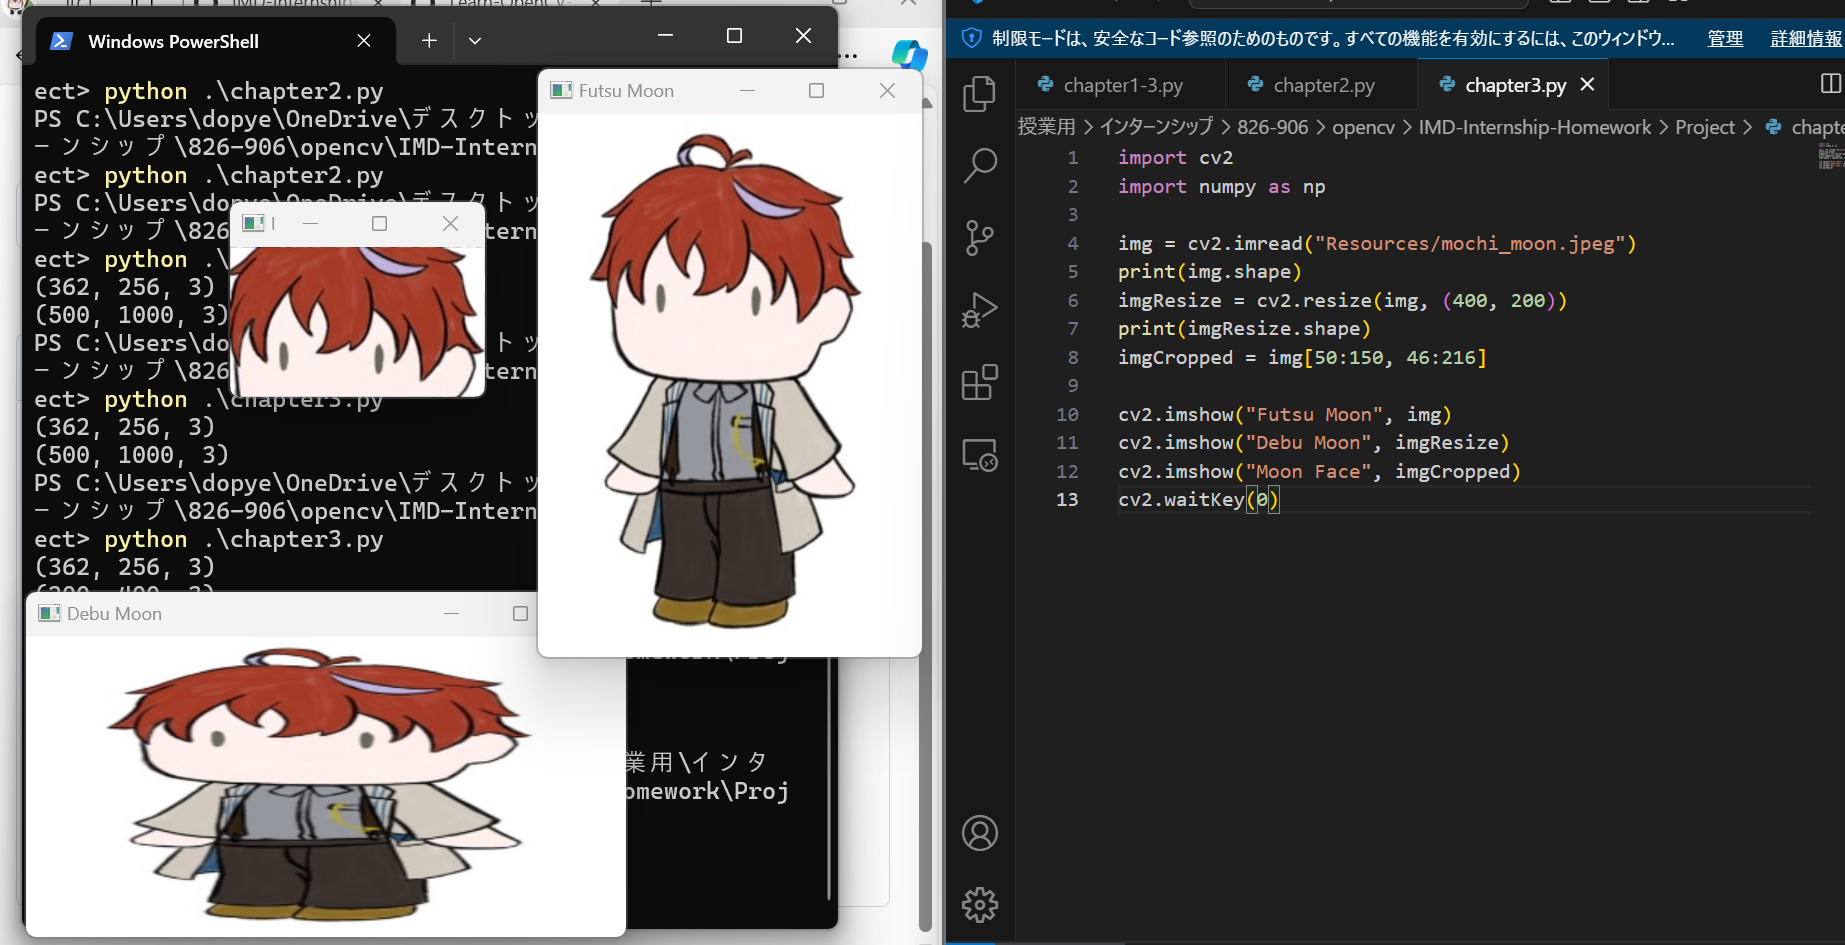 Windows PowerShell
ect> python .\chapter2.py
PS C:\Users\dopye\OneDrive\デスクトッ
ーンシップ\826-906\opencv\IMD-Intern
ect> python .\chapter2.py
PS C:\Users\dopye\OneDrive\デスクトッ
ーンシップ\826
ternsh
ect> python .\
(362, 256, 3)
(500, 1000, 3)
PS C:\Users\do
トッ
ーンシップ\826
tern
ect> python .\chapter3.py
(362, 256, 3)
(500, 1000, 3)
PS C:\Users\dopye\OneDrive\デスクトッ
ーンシップ\826-906\opencv\IMD-Intern
ect> python .\chapter3.py
(362, 256, 3)
(200, 400, 3)
業用\インタ
omework\Proj
Futsu Moon
Debu Moon
制限モードは、安全なコード参照のためのものです。すべての機能を有効にするには、このウィンドウ... 管理 詳細情報
chapter1-3.py chapter2.py chapter3.py
授業用 > インターンシップ > 826-906 > opencv > IMD-Internship-Homework > Project > chapte
1 import cv2
2 import numpy as np
3
4 img = cv2.imread("Resources/mochi_moon.jpeg")
5 print(img.shape)
6 imgResize = cv2.resize(img, (400, 200))
7 print(imgResize.shape)
8 imgCropped = img[50:150, 46:216]
9
10 cv2.imshow("Futsu Moon", img)
11 cv2.imshow("Debu Moon", imgResize)
12 cv2.imshow("Moon Face", imgCropped)
13 cv2.waitKey(0)